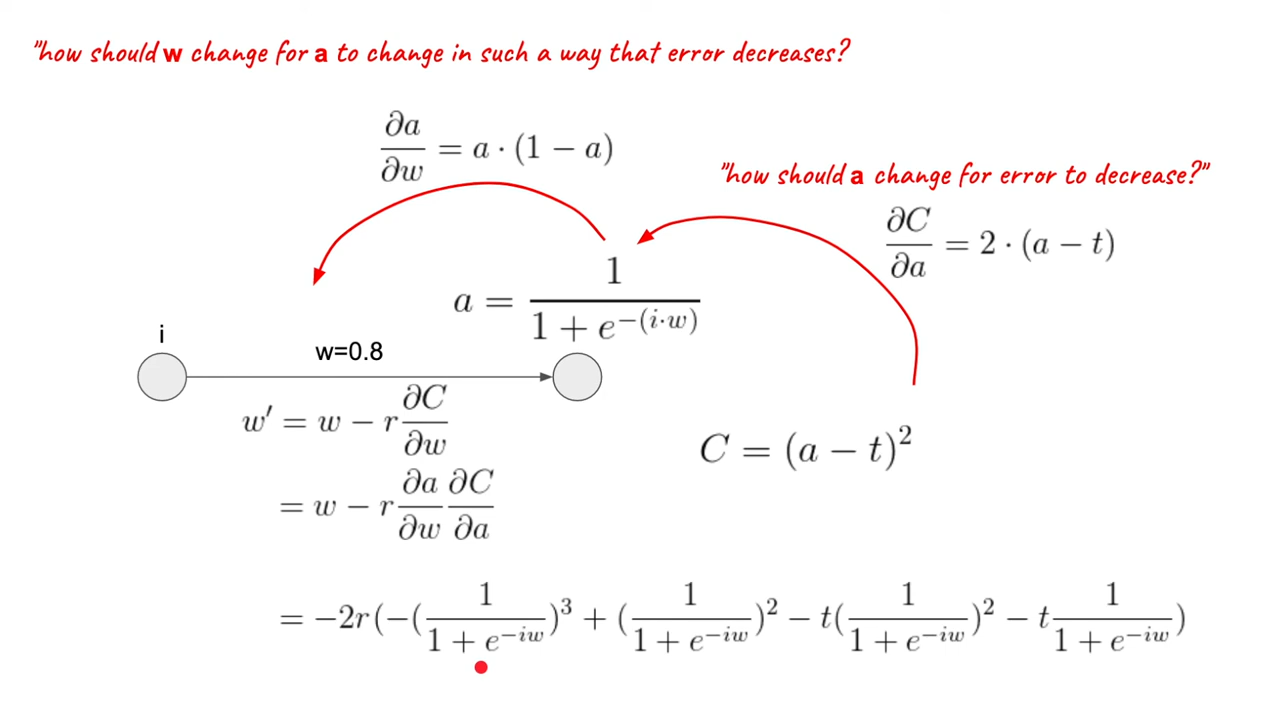 "how should w change for a to change in such a way that error decreases?
∂a/∂w = a · (1 − a)
"how should a change for error to decrease?"
∂C/∂a = 2 · (a − t)
a = 1/(1 + e^{−(i·w)})
i
w=0.8
w′ = w − r ∂C/∂w
C = (a − t)^2
= w − r ∂a/∂w ∂C/∂a
= −2r(−(1/(1 + e^{−iw}))^3 + (1/(1 + e^{−iw}))^2 − t(1/(1 + e^{−iw}))^2 − t 1/(1 + e^{−iw}))